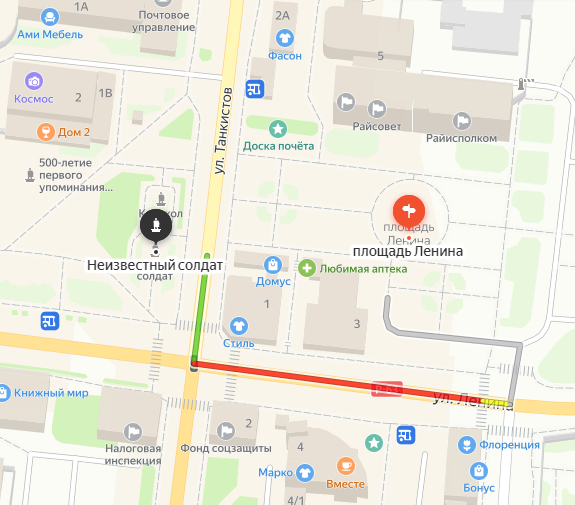 1А
Почтовое
управление
Ами Мебель
2А
Фасон
5
Космос
2
1В
Дом 2
ул. Танкистов
Доска почёта
Райсовет
Райисполком
500-летие
первого
упоминания...
площадь
Ленина
площадь Ленина
Неизвестный солдат
солдат
Домус
Любимая аптека
1
3
Стиль
ул. Ленина
Книжный мир
Налоговая
инспекция
2
Фонд соцзащиты
4
Марко
Вместе
4/1
Флоренция
Бонус